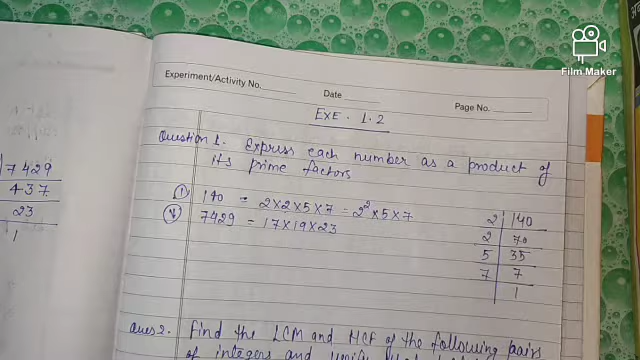 Film.Maker
Experiment/Activity No.
Date
Page No.
EXE. 1.2
Question 1. Express each number as a product of
its prime factors
(i) 140 = 2×2×5×7 = 2²×5×7
(v) 7429 = 17×19×23
2 | 140
2 | 70
5 | 35
7 | 7
1
7429
437
23
1
Ques 2. Find the LCM and HCF of the following pairs
of integers and